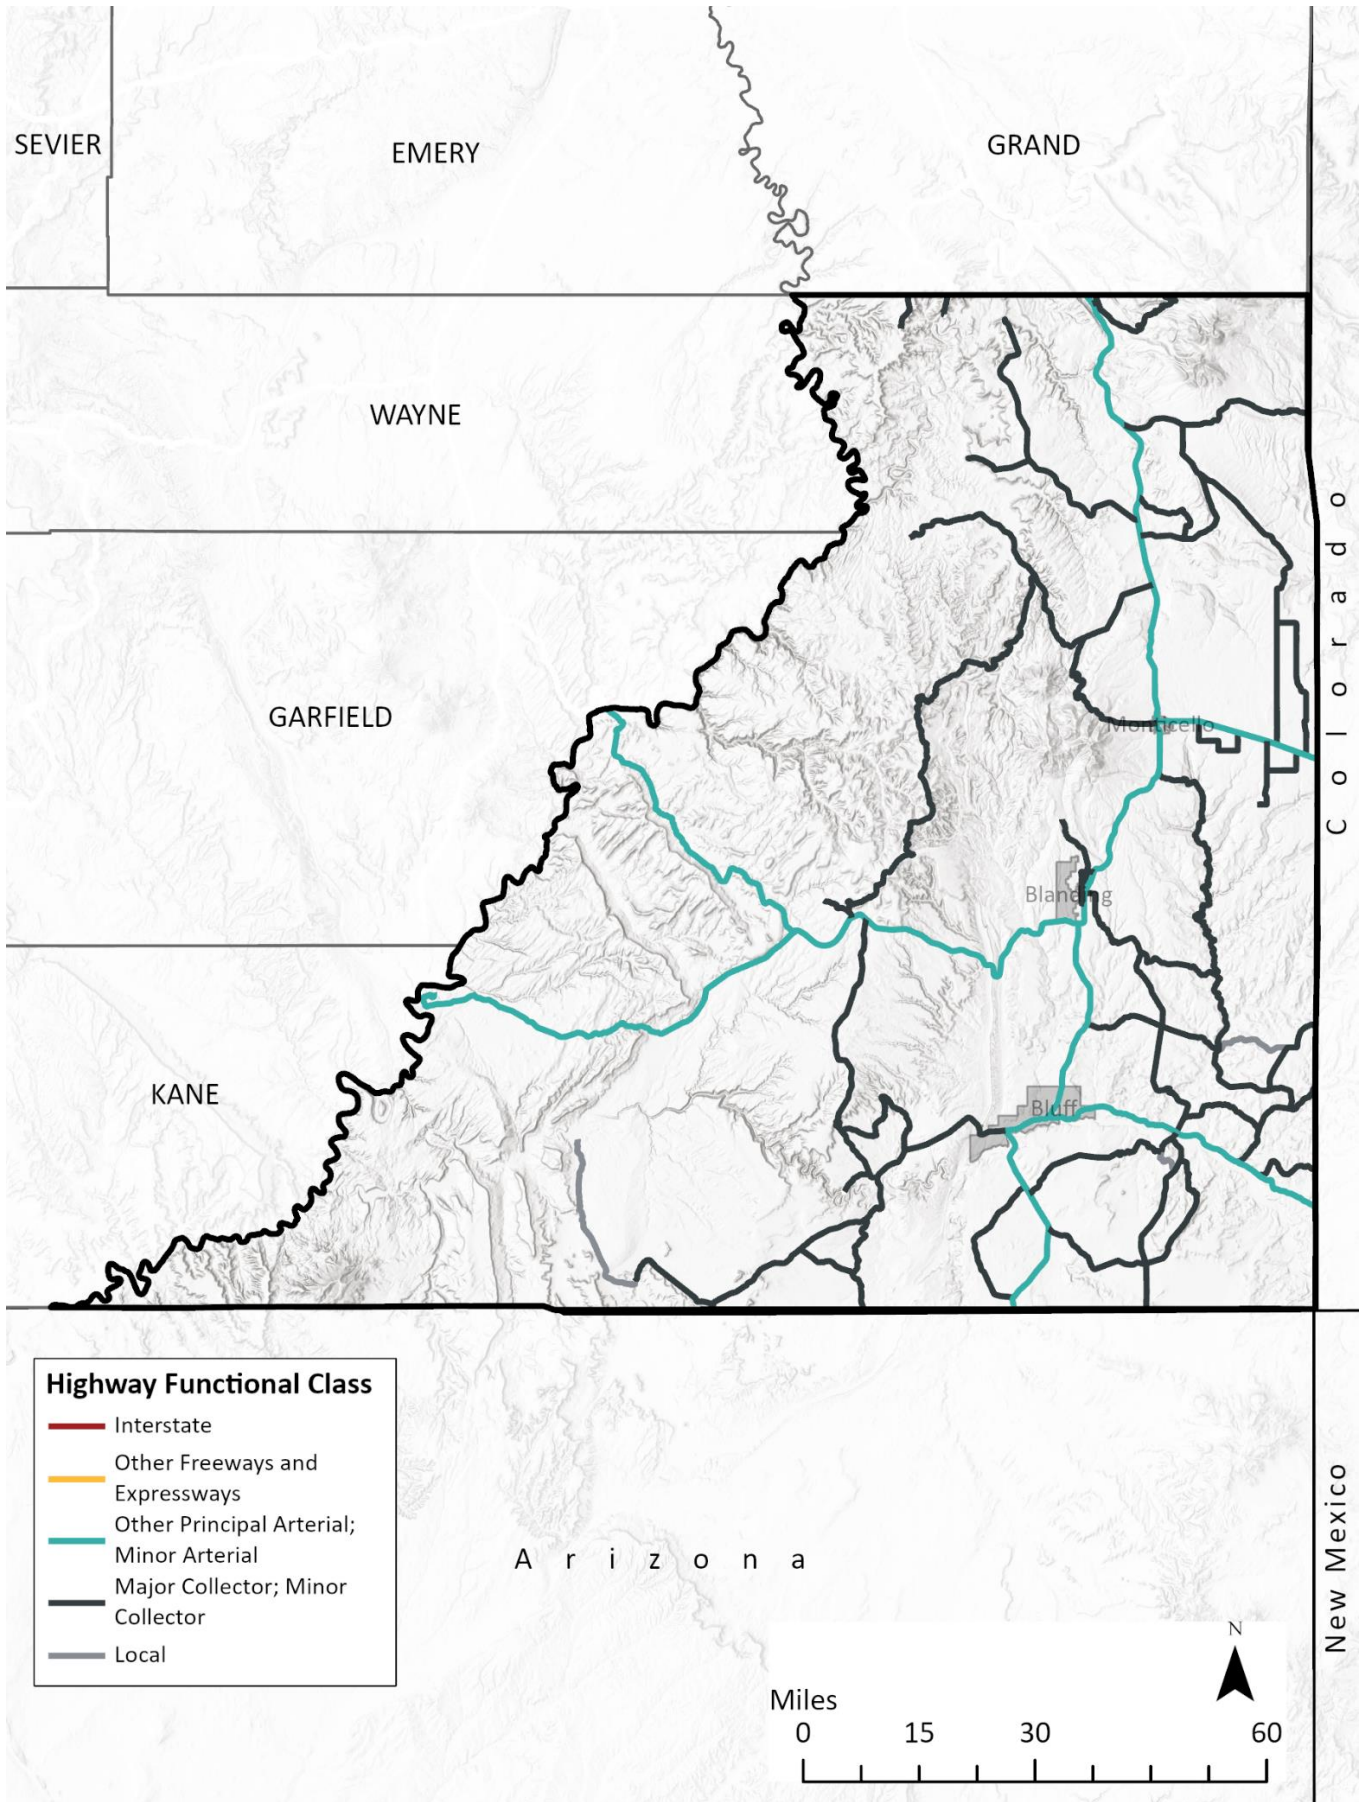 SEVIER
EMERY
GRAND
WAYNE
GARFIELD
KANE
Monticello
Blanding
Bluff
Colorado
New Mexico
Arizona
Highway Functional Class
Interstate
Other Freeways and
Expressways
Other Principal Arterial;
Minor Arterial
Major Collector; Minor
Collector
Local
N
Miles
0 15 30 60